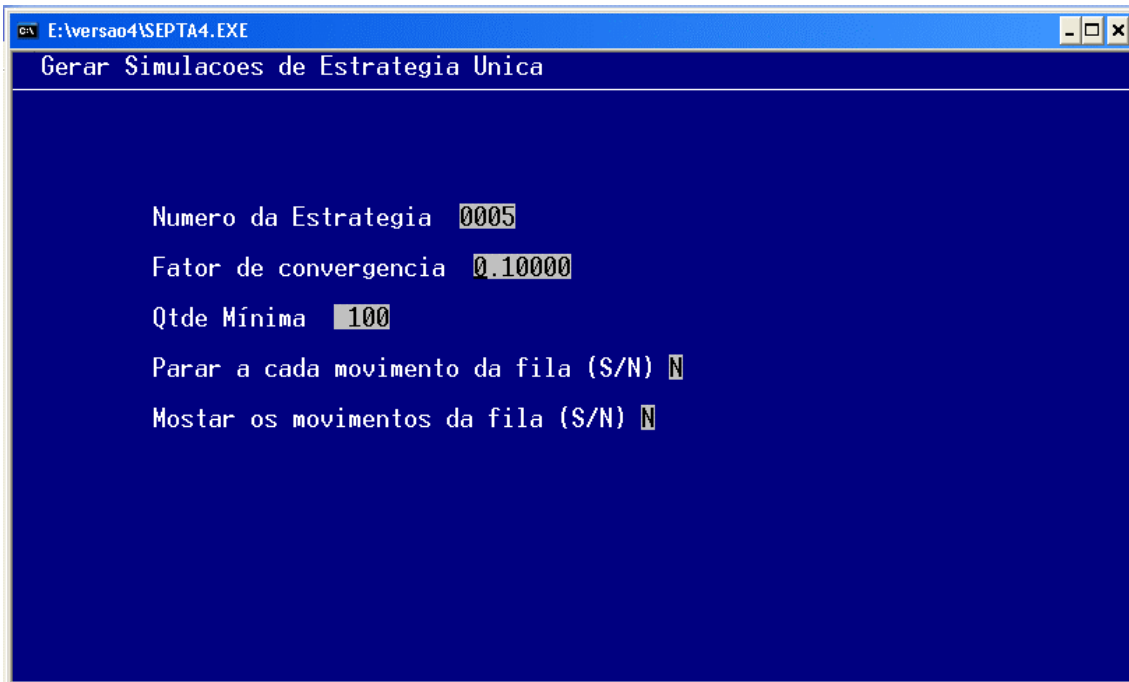 E:\versao4\SEPTA4.EXE
Gerar Simulacoes de Estrategia Unica
Numero da Estrategia 0005
Fator de convergencia 0.10000
Qtde Mínima 100
Parar a cada movimento da fila (S/N) N
Mostar os movimentos da fila (S/N) N